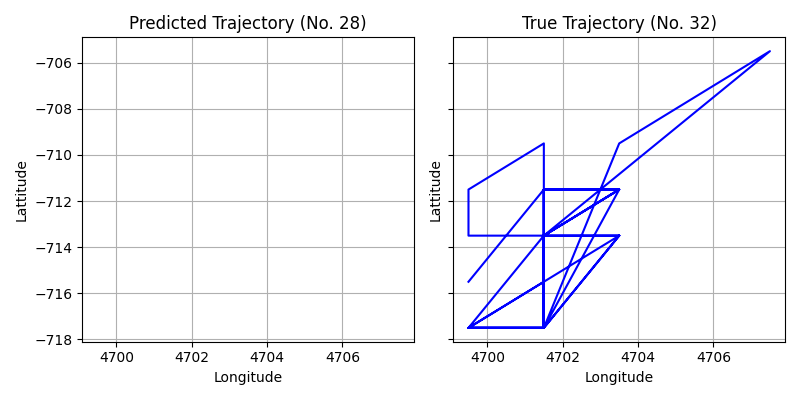 Predicted Trajectory (No. 28)
True Trajectory (No. 32)
−706
−708
−710
−712
−714
−716
−718
Lattitude
Lattitude
4700 4702 4704 4706
4700 4702 4704 4706
Longitude
Longitude